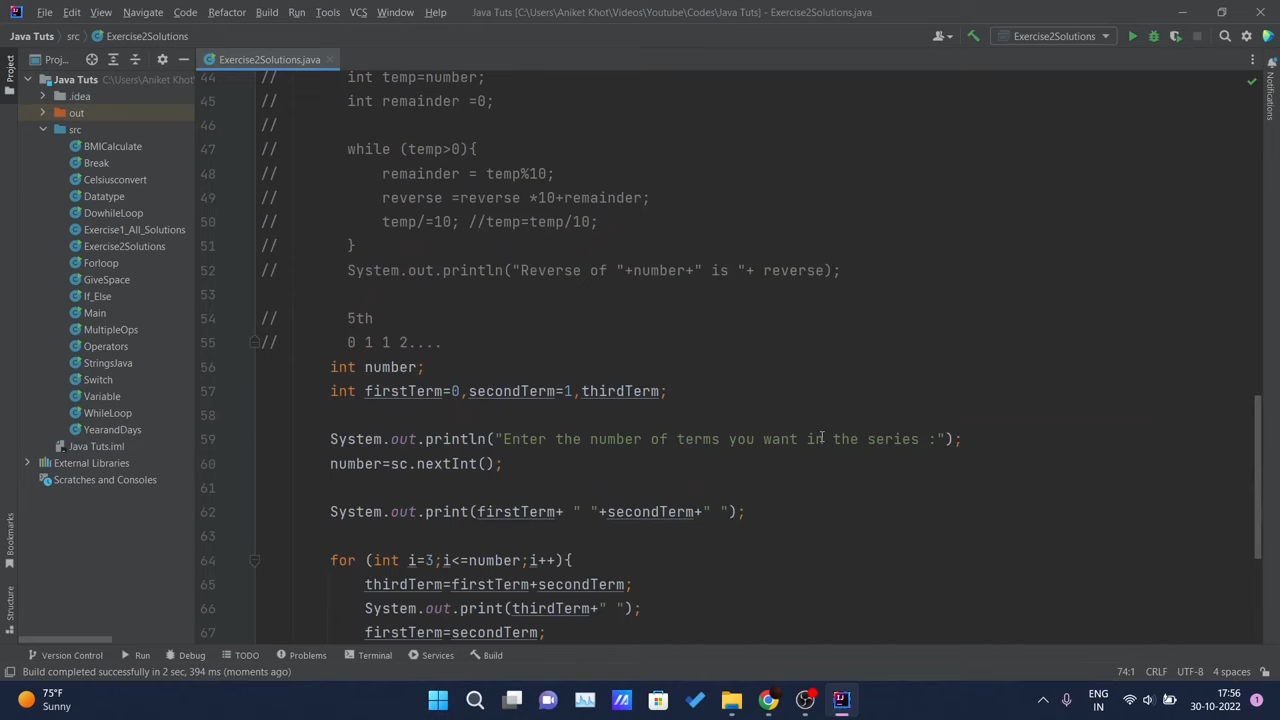 File Edit View Navigate Code Refactor Build Run Tools VCS Window Help Java Tuts [C:\Users\Aniket Khot\Videos\Youtube\Codes\Java Tuts] - Exercise2Solutions.java
Java Tuts src Exercise2Solutions Exercise2Solutions
Proj... Exercise2Solutions.java
Project
Notifications
Bookmarks
Structure
Java Tuts C:\Users\Aniket Khot\Vid
.idea
out
src
BMICalculate
Break
Celsiusconvert
Datatype
DowhileLoop
Exercise1_All_Solutions
Exercise2Solutions
Forloop
GiveSpace
If_Else
Main
MultipleOps
Operators
StringsJava
Switch
Variable
WhileLoop
YearandDays
Java Tuts.iml
External Libraries
Scratches and Consoles
44 // int temp=number;
45 // int remainder =0;
46 //
47 // while (temp>0){
48 // remainder = temp%10;
49 // reverse =reverse *10+remainder;
50 // temp/=10; //temp=temp/10;
51 // }
52 // System.out.println("Reverse of "+number+" is "+ reverse);
53
54 // 5th
55 // 0 1 1 2....
56 int number;
57 int firstTerm=0,secondTerm=1,thirdTerm;
58
59 System.out.println("Enter the number of terms you want in the series :");
60 number=sc.nextInt();
61
62 System.out.print(firstTerm+ " "+secondTerm+" ");
63
64 for (int i=3;i<=number;i++){
65 thirdTerm=firstTerm+secondTerm;
66 System.out.print(thirdTerm+" ");
67 firstTerm=secondTerm;
Version Control Run Debug TODO Problems Terminal Services Build
Build completed successfully in 2 sec, 394 ms (moments ago) 74:1 CRLF UTF-8 4 spaces
75°F
Sunny
ENG
IN
17:56
30-10-2022
1